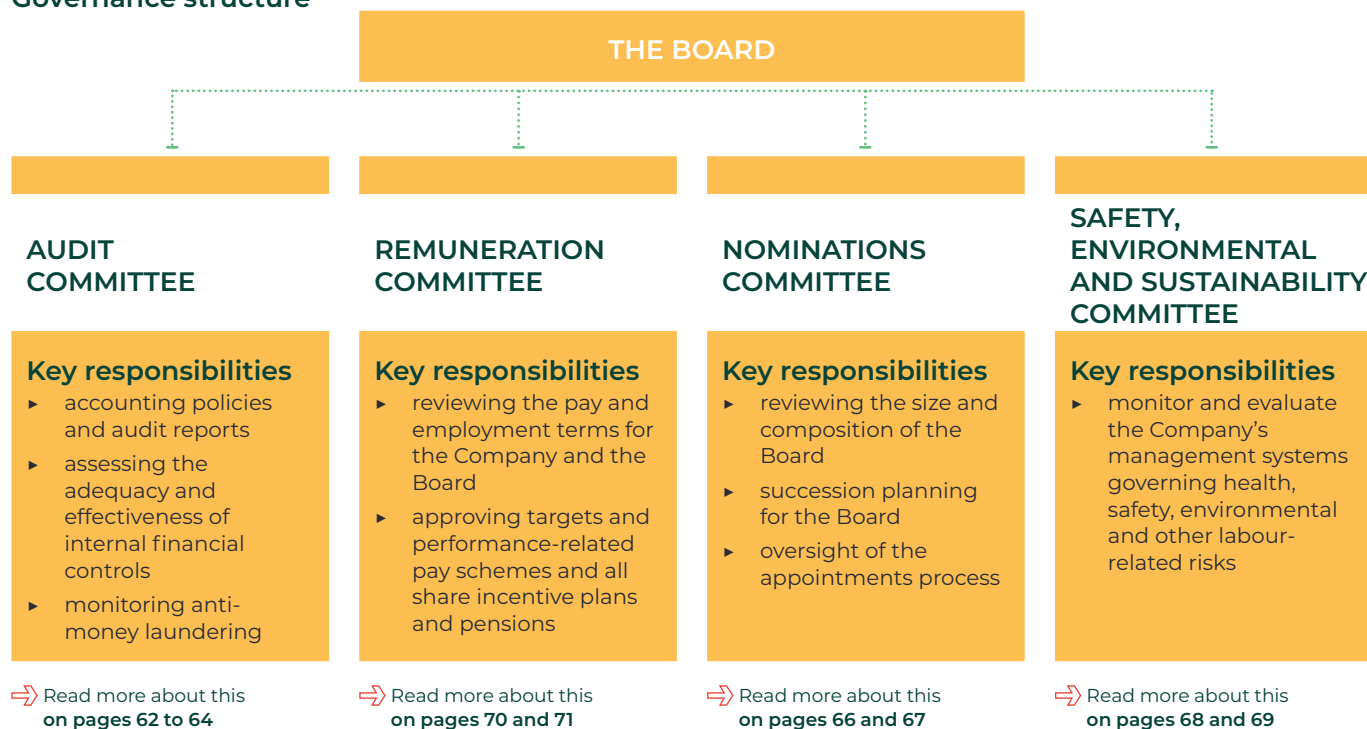 Governance structure
THE BOARD
AUDIT
COMMITTEE
Key responsibilities
► accounting policies
and audit reports
► assessing the
adequacy and
effectiveness of
internal financial
controls
► monitoring anti-
money laundering
Read more about this
on pages 62 to 64
REMUNERATION
COMMITTEE
Key responsibilities
► reviewing the pay and
employment terms for
the Company and the
Board
► approving targets and
performance-related
pay schemes and all
share incentive plans
and pensions
Read more about this
on pages 70 and 71
NOMINATIONS
COMMITTEE
Key responsibilities
► reviewing the size and
composition of the
Board
► succession planning
for the Board
► oversight of the
appointments process
Read more about this
on pages 66 and 67
SAFETY,
ENVIRONMENTAL
AND SUSTAINABILITY
COMMITTEE
Key responsibilities
► monitor and evaluate
the Company’s
management systems
governing health,
safety, environmental
and other labour-
related risks
Read more about this
on pages 68 and 69